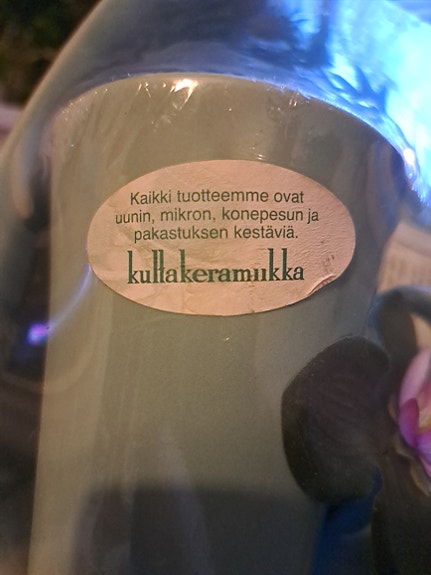 Kaikki tuotteemme ovat
uunin, mikron, konepesun ja
pakastuksen kestäviä.
kultakeramiikka